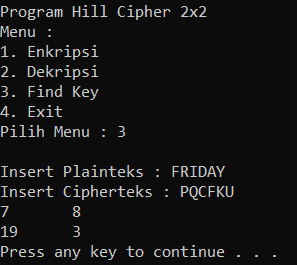 Program Hill Cipher 2x2
Menu :
1. Enkripsi
2. Dekripsi
3. Find Key
4. Exit
Pilih Menu : 3

Insert Plainteks : FRIDAY
Insert Cipherteks : PQCFKU
7       8
19      3
Press any key to continue . . .